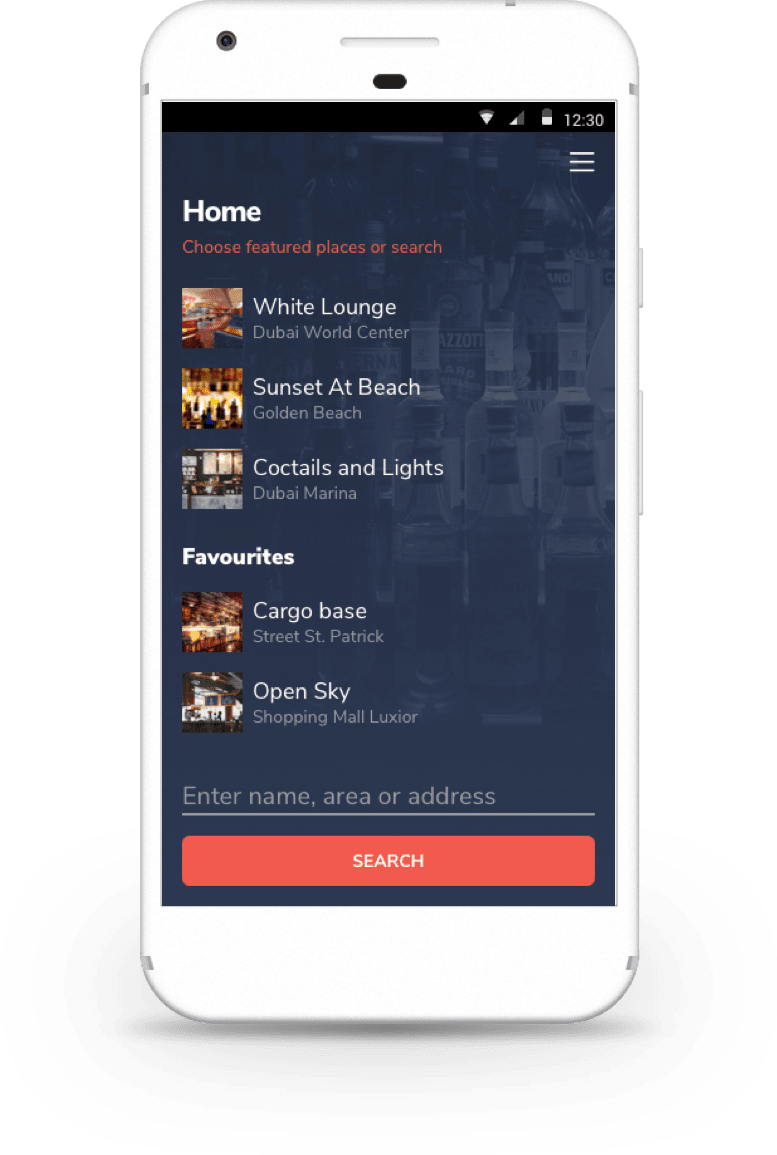 12:30
Home
Choose featured places or search
White Lounge
Dubai World Center
Sunset At Beach
Golden Beach
Coctails and Lights
Dubai Marina
Favourites
Cargo base
Street St. Patrick
Open Sky
Shopping Mall Luxior
Enter name, area or address
SEARCH